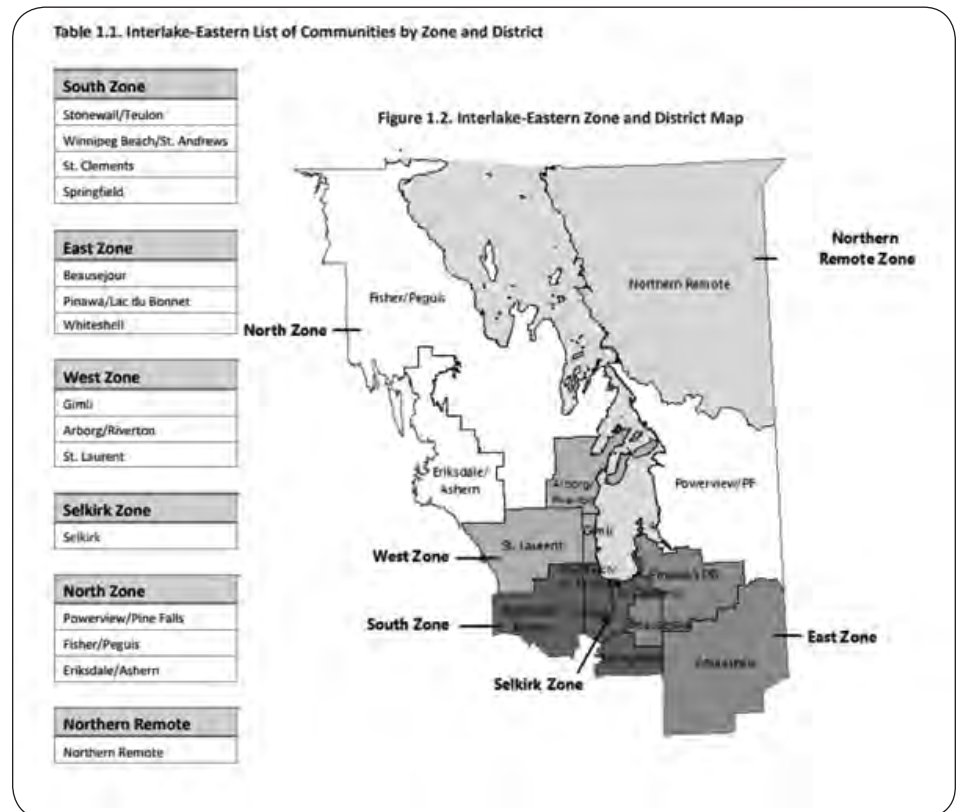 Table 1.1. Interlake-Eastern List of Communities by Zone and District
South Zone
Stonewall/Teulon
Winnipeg Beach/St. Andrews
St. Clements
Springfield
East Zone
Beausejour
Pinawa/Lac du Bonnet
Whiteshell
West Zone
Gimli
Arborg/Riverton
St. Laurent
Selkirk Zone
Selkirk
North Zone
Powerview/Pine Falls
Fisher/Peguis
Eriksdale/Ashern
Northern Remote
Northern Remote
Figure 1.2. Interlake-Eastern Zone and District Map
Northern
Remote Zone
Northern Remote
Fisher/Peguis
North Zone
Eriksdale/
Ashern
Arborg/
Riverton
Powerview/PF
Gimli
St. Laurent
West Zone
South Zone
East Zone
Selkirk Zone
Whiteshell